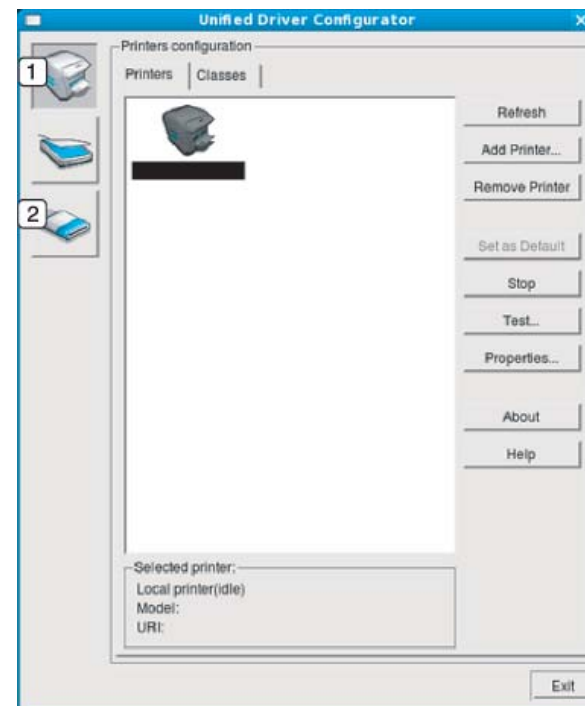 Unified Driver Configurator
1
2
Printers configuration
Printers
Classes
Refresh
Add Printer...
Remove Printer
Set as Default
Stop
Test...
Properties...
About
Help
Selected printer:
Local printer(idle)
Model:
URI:
Exit